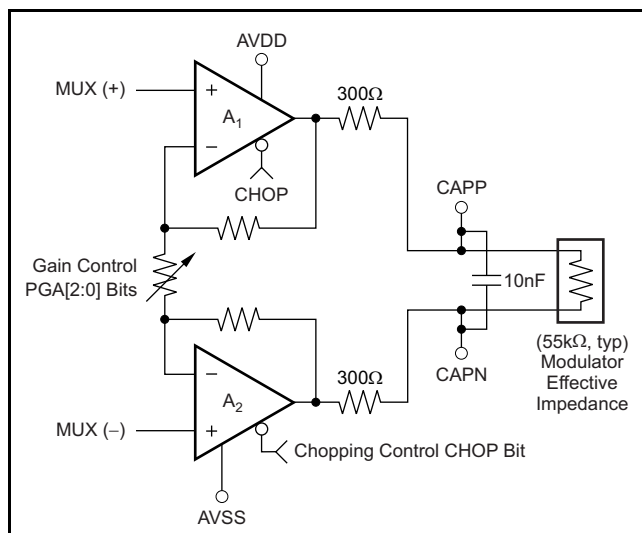 AVDD
MUX (+)
+
A1
−
CHOP
300Ω
CAPP
Gain Control
PGA[2:0] Bits
10nF
(55kΩ, typ)
Modulator
Effective
Impedance
CAPN
300Ω
−
A2
+
MUX (−)
Chopping Control CHOP Bit
AVSS